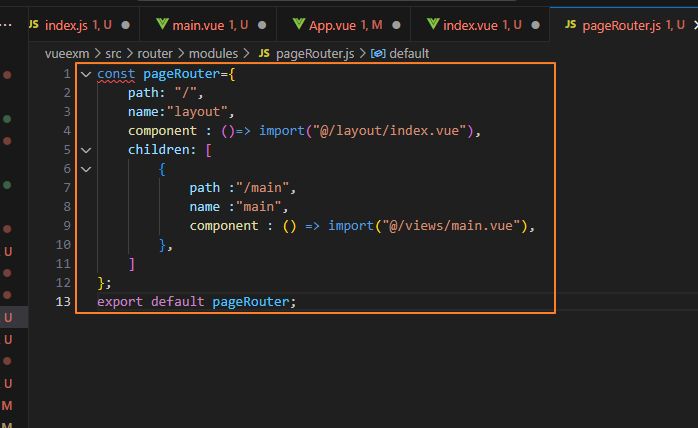 ··· JS index.js 1, U ● main.vue 1, U ● App.vue 1, M ● index.vue 1, U ● JS pageRouter.js 1, U
vueexm > src > router > modules > JS pageRouter.js > default
1 const pageRouter={
2 path: "/",
3 name:"layout",
4 component : ()=> import("@/layout/index.vue"),
5 children: [
6 {
7 path :"/main",
8 name :"main",
9 component : () => import("@/views/main.vue"),
10 },
11 ]
12 };
13 export default pageRouter;
U
U
U
U
U
M
M